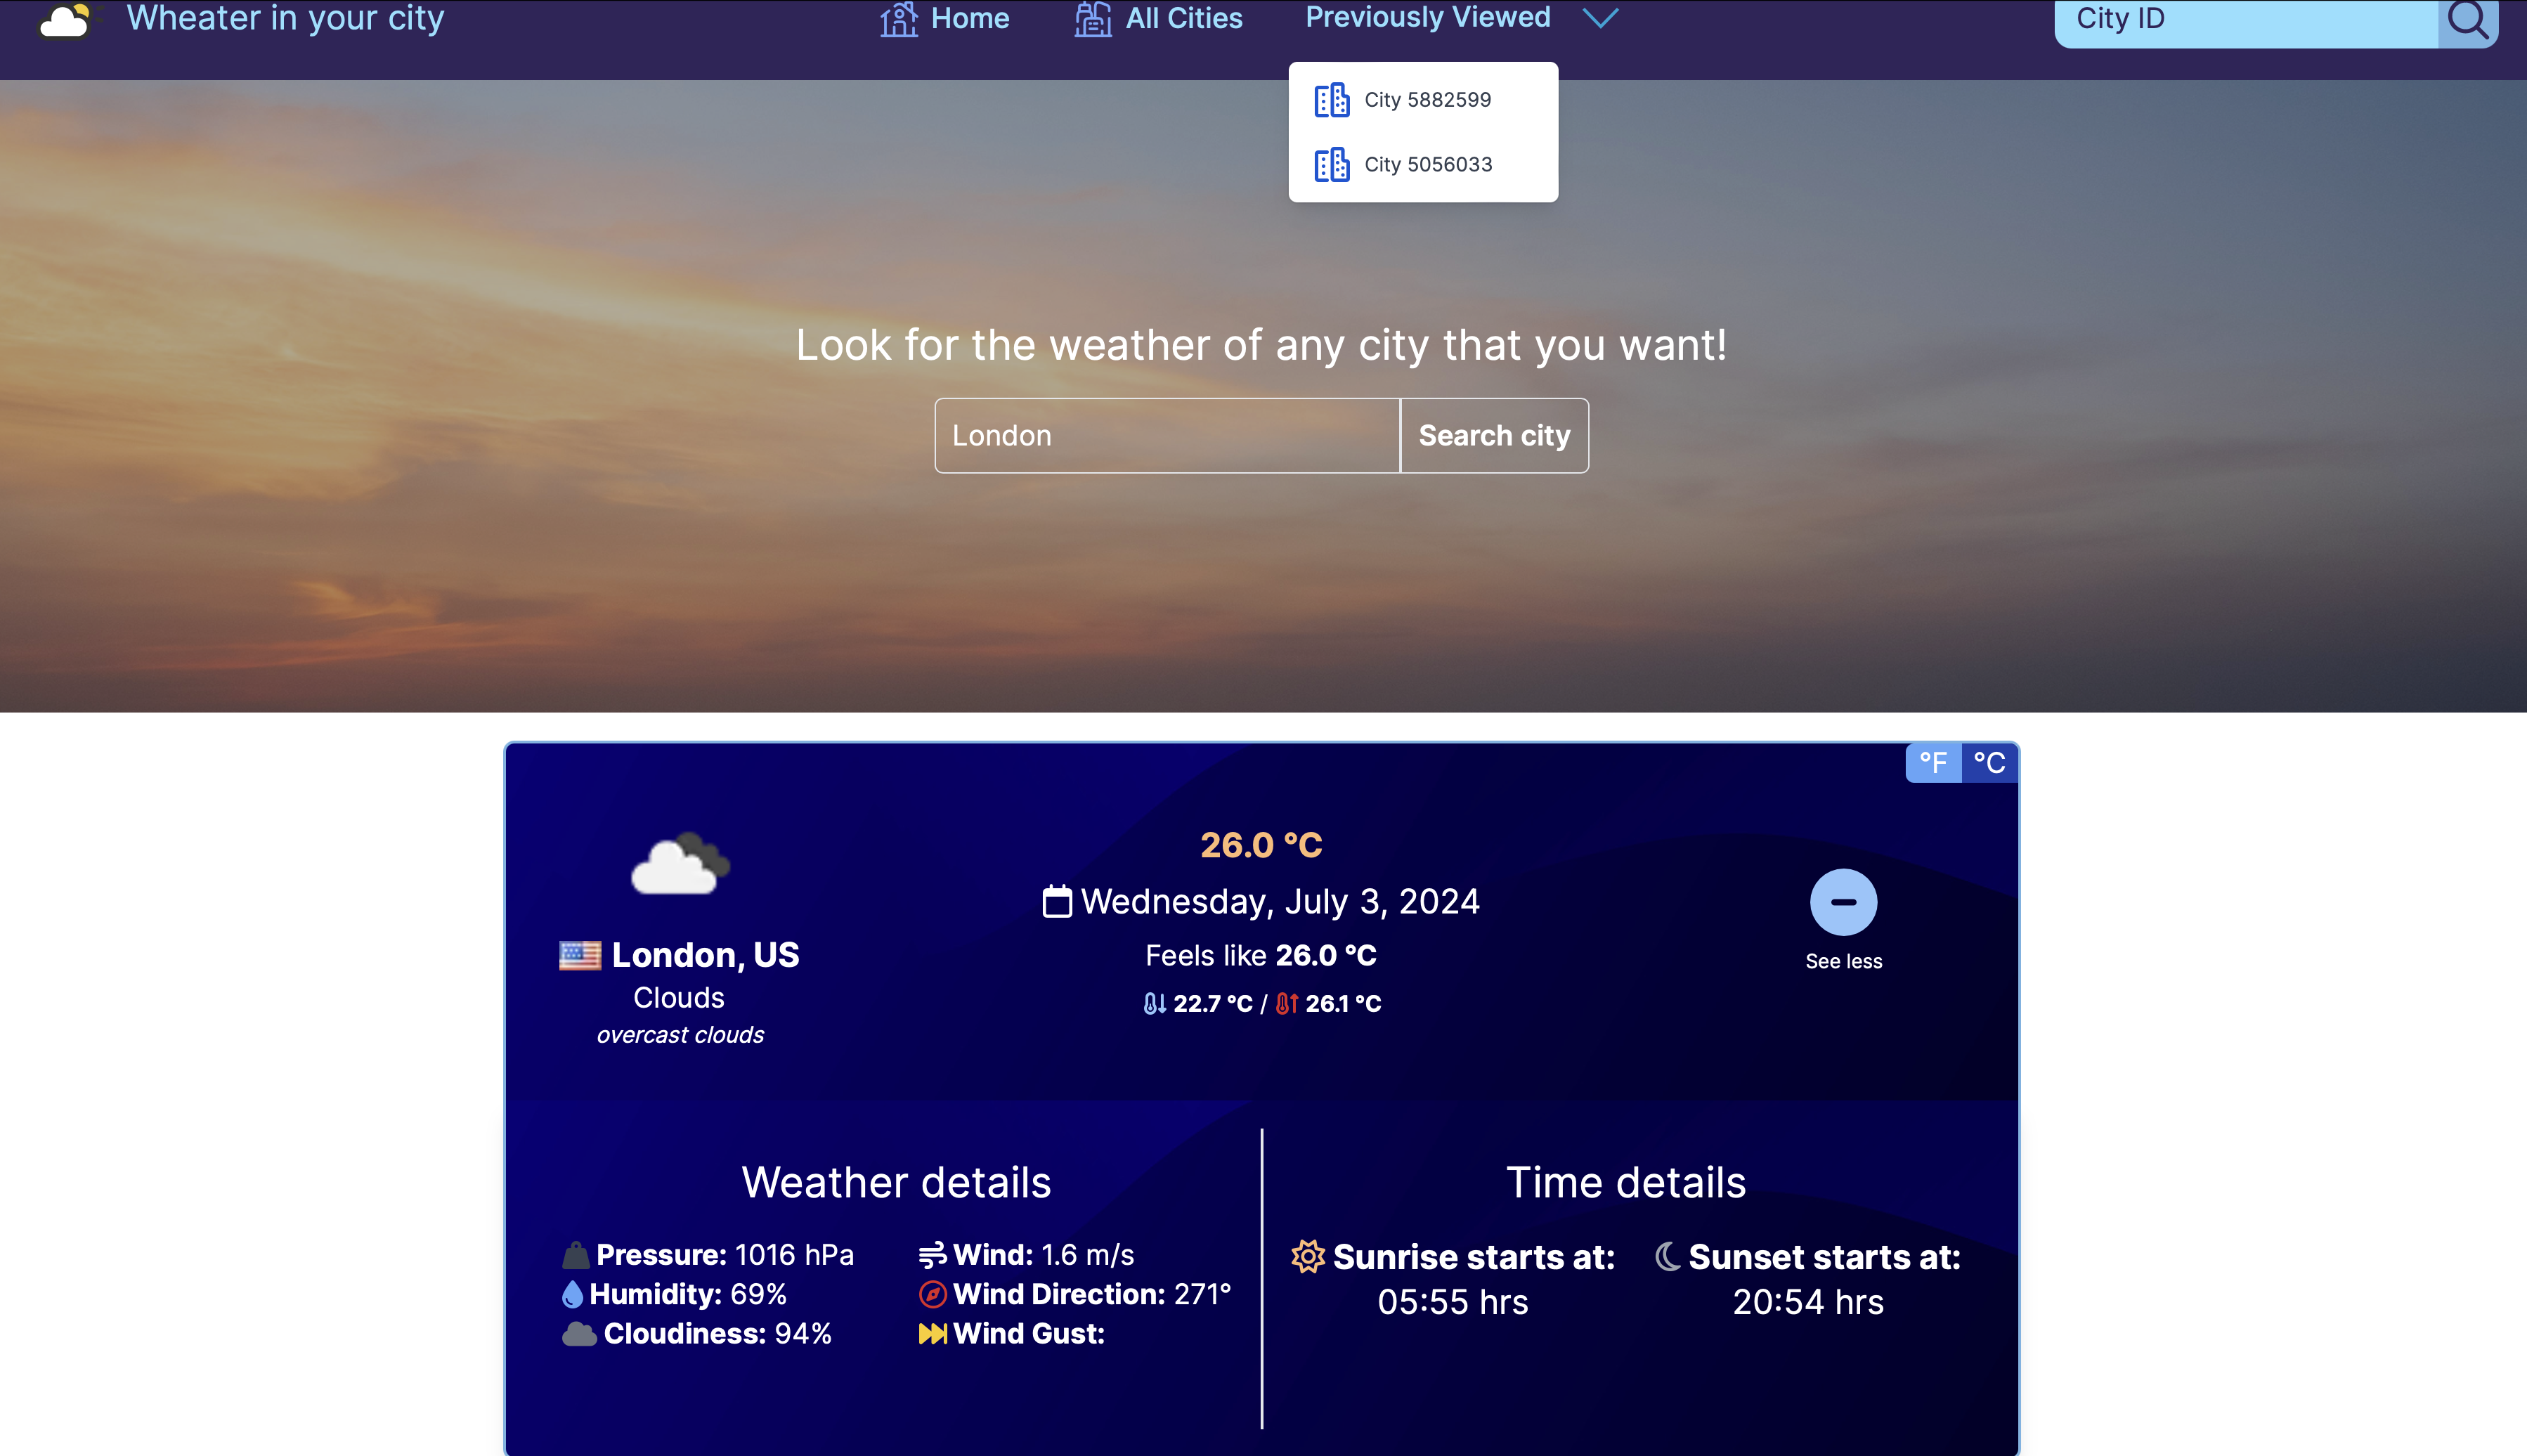 Wheater in your city
Home
All Cities
Previously Viewed
City ID
City 5882599
City 5056033
Look for the weather of any city that you want!
London
Search city
°F
°C
26.0 °C
Wednesday, July 3, 2024
Feels like 26.0 °C
22.7 °C / 26.1 °C
London, US
Clouds
overcast clouds
See less
Weather details
Pressure: 1016 hPa
Humidity: 69%
Cloudiness: 94%
Wind: 1.6 m/s
Wind Direction: 271°
Wind Gust:
Time details
Sunrise starts at:
05:55 hrs
Sunset starts at:
20:54 hrs